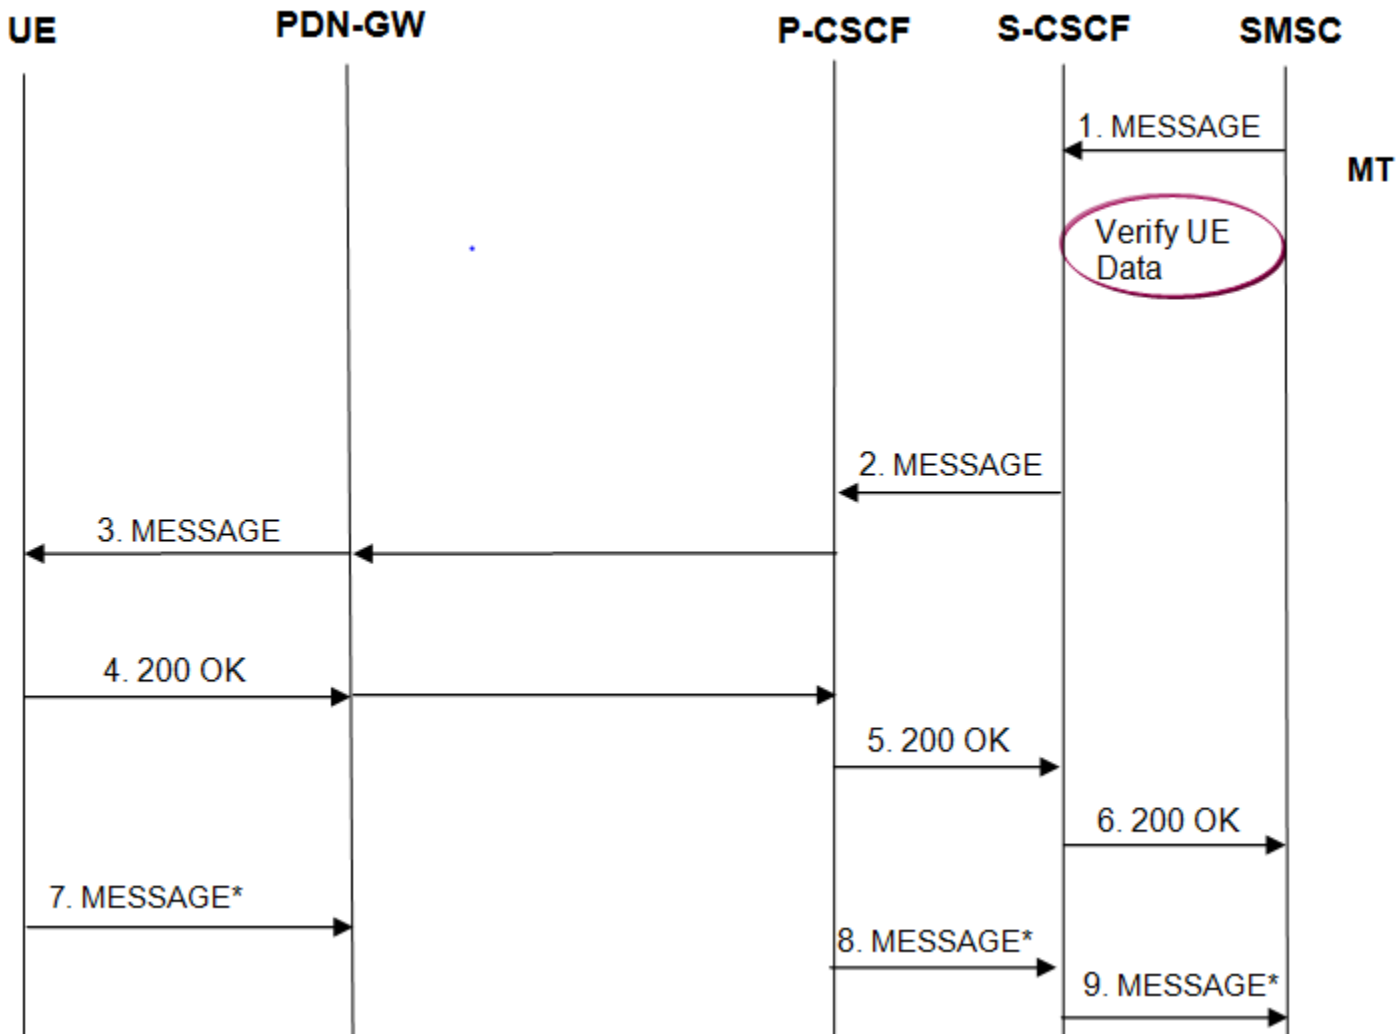 UE PDN-GW P-CSCF S-CSCF SMSC
1. MESSAGE
MT
Verify UE
Data
2. MESSAGE
3. MESSAGE
4. 200 OK
5. 200 OK
6. 200 OK
7. MESSAGE*
8. MESSAGE*
9. MESSAGE*